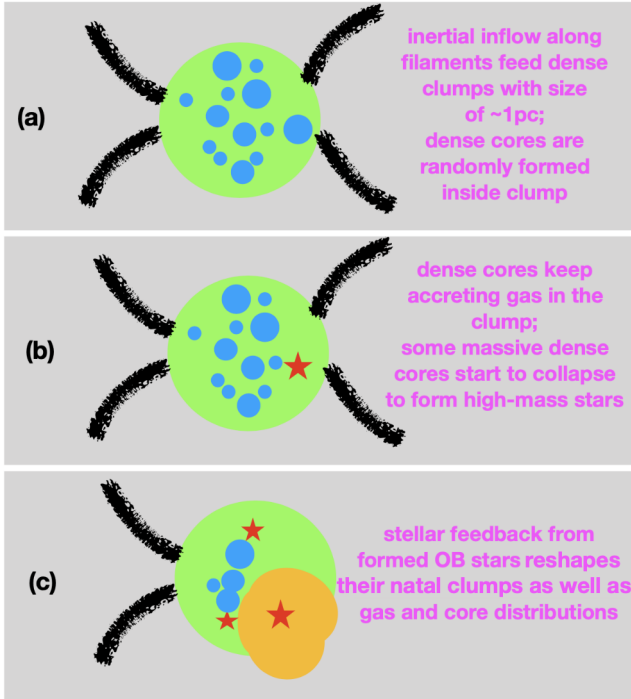 (a)
inertial inflow along
filaments feed dense
clumps with size
of ~1pc;
dense cores are
randomly formed
inside clump
(b)
dense cores keep
accreting gas in the
clump;
some massive dense
cores start to collapse
to form high-mass stars
(c)
stellar feedback from
formed OB stars reshapes
their natal clumps as well as
gas and core distributions